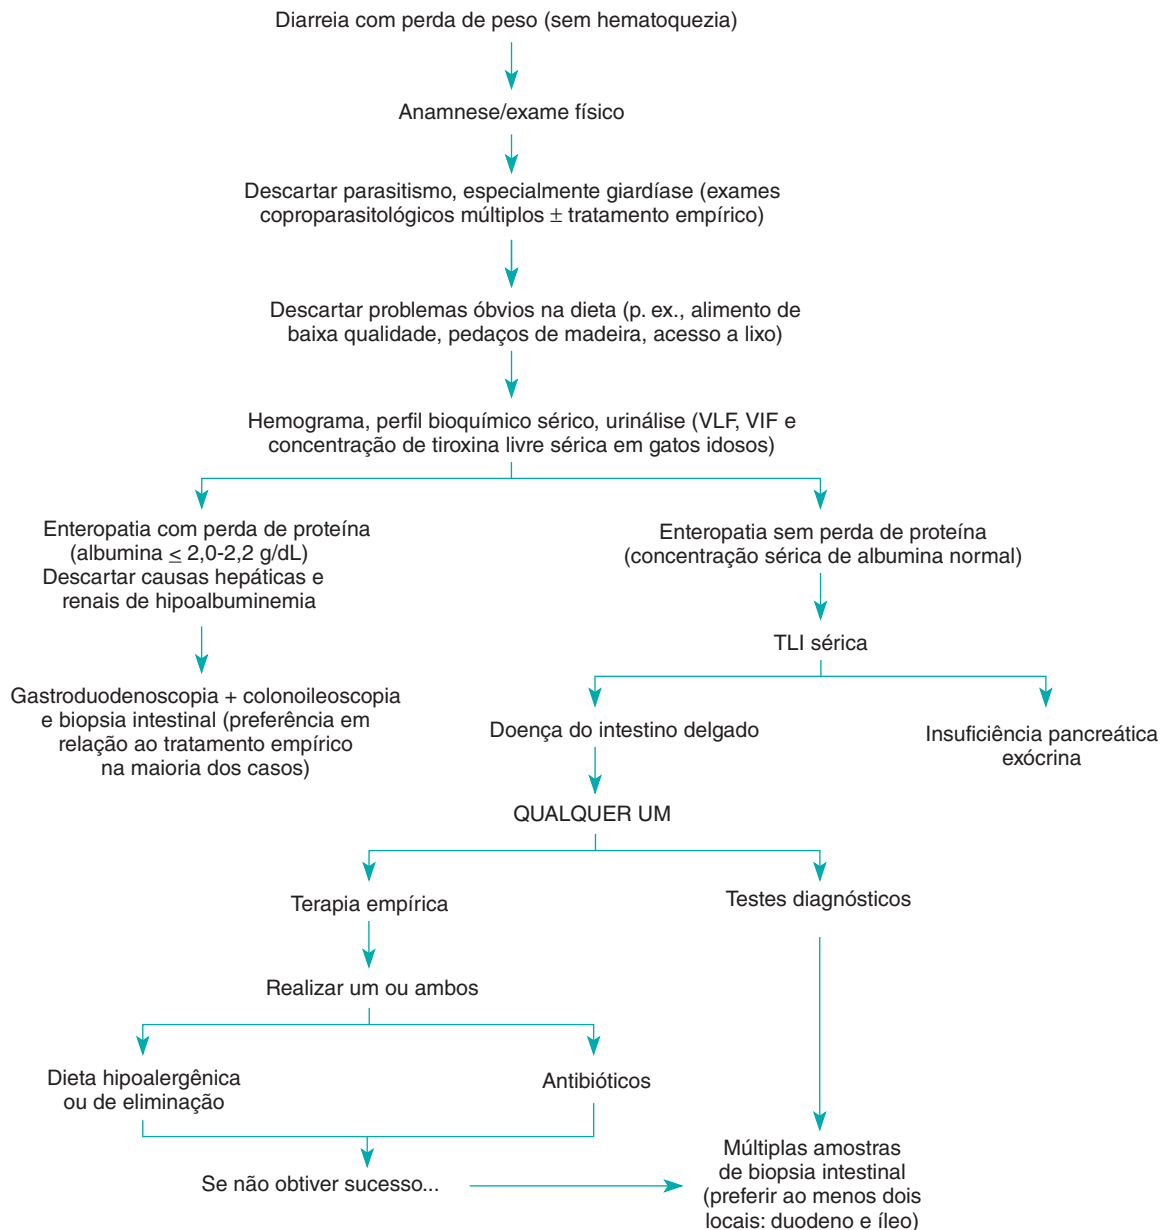 Diarreia com perda de peso (sem hematoquezia)
Anamnese/exame físico
Descartar parasitismo, especialmente giardíase (exames
coproparasitológicos múltiplos ± tratamento empírico)
Descartar problemas óbvios na dieta (p. ex., alimento de
baixa qualidade, pedaços de madeira, acesso a lixo)
Hemograma, perfil bioquímico sérico, urinálise (VLF, VIF e
concentração de tiroxina livre sérica em gatos idosos)
Enteropatia com perda de proteína
(albumina ≤ 2,0-2,2 g/dL)
Descartar causas hepáticas e
renais de hipoalbuminemia
Enteropatia sem perda de proteína
(concentração sérica de albumina normal)
TLI sérica
Gastroduodenoscopia + colonoileoscopia
e biopsia intestinal (preferência em
relação ao tratamento empírico
na maioria dos casos)
Doença do intestino delgado
Insuficiência pancreática
exócrina
QUALQUER UM
Terapia empírica
Testes diagnósticos
Realizar um ou ambos
Dieta hipoalergênica
ou de eliminação
Antibióticos
Se não obtiver sucesso...
Múltiplas amostras
de biopsia intestinal
(preferir ao menos dois
locais: duodeno e íleo)